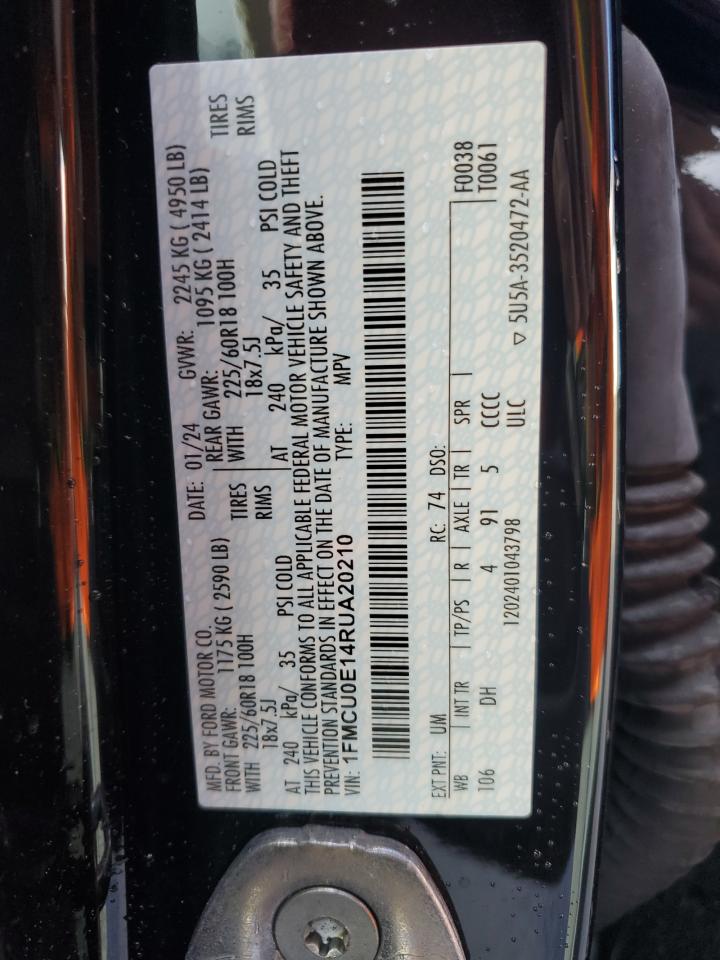 MFD. BY FORD MOTOR CO. DATE: 01/24 GVWR: 2245 KG ( 4950 LB)
FRONT GAWR: 1175 KG ( 2590 LB) REAR GAWR: 1095 KG ( 2414 LB)
WITH 225/60R18 100H TIRES WITH 225/60R18 100H TIRES
18x7.5J RIMS 18x7.5J RIMS
AT 240 kPa/ 35 PSI COLD AT 240 kPa/ 35 PSI COLD
THIS VEHICLE CONFORMS TO ALL APPLICABLE FEDERAL MOTOR VEHICLE SAFETY AND THEFT
PREVENTION STANDARDS IN EFFECT ON THE DATE OF MANUFACTURE SHOWN ABOVE.
VIN: 1FMCU0E14RUA20210 TYPE: MPV
EXT PNT: UM RC: 74 DSO: F0038
WB INT TR TP/PS R AXLE TR SPR T0061
106 DH 4 91 5 CCCC
ULC
1202401043798 ▽ 5U5A-3520472-AA